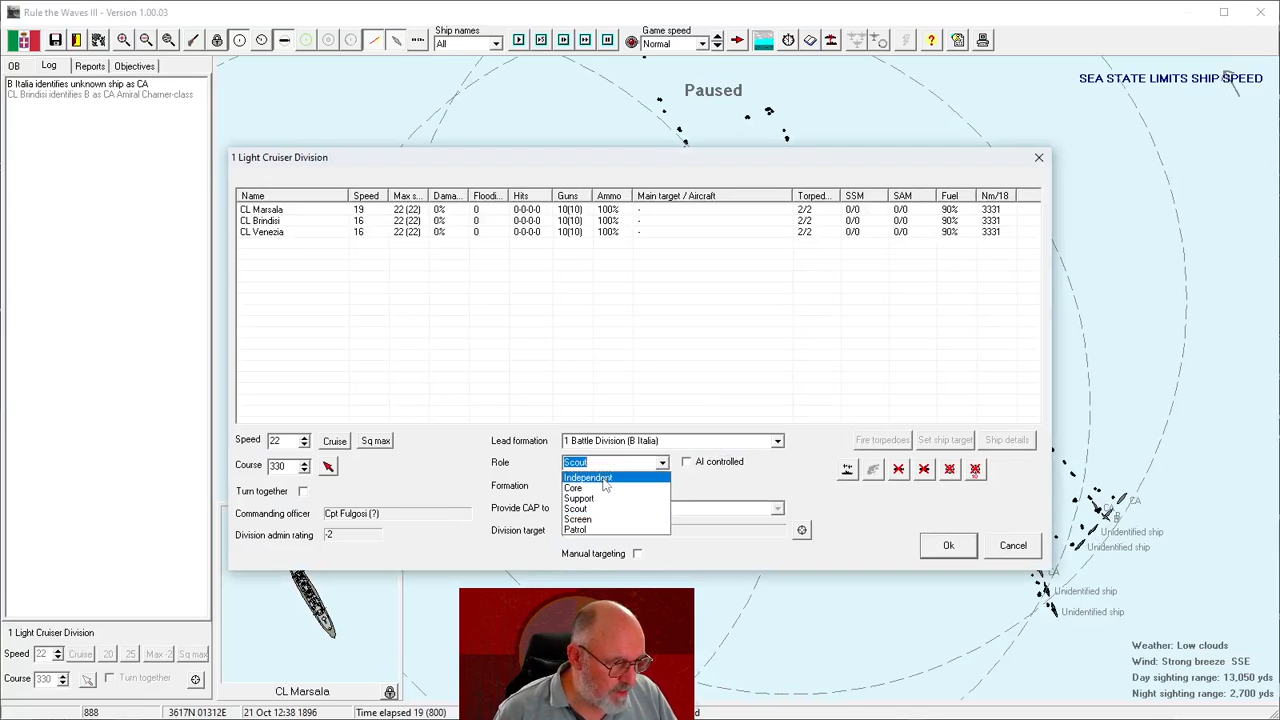 Rule the Waves III - Version 1.00.03
Ship names
All
Game speed
Normal
OB
Log
Reports
Objectives
B Italia identifies unknown ship as CA
CL Brindisi identifies B as CA Amiral Charner-class
Paused
SEA STATE LIMITS SHIP SPEED
1 Light Cruiser Division
Name Speed Max s... Dama... Floodi... Hits Guns Ammo Main target / Aircraft Torped... SSM SAM Fuel Nm/18
CL Marsala 19 22 (22) 0% 0 0-0-0-0 10(10) 100% - 2/2 0/0 0/0 90% 3331
CL Brindisi 16 22 (22) 0% 0 0-0-0-0 10(10) 100% - 2/2 0/0 0/0 90% 3331
CL Venezia 16 22 (22) 0% 0 0-0-0-0 10(10) 100% - 2/2 0/0 0/0 90% 3331
Speed 22 Cruise Sq max
Course 330
Turn together
Commanding officer Cpt Fulgosi (?)
Division admin rating -2
Lead formation 1 Battle Division (B Italia)
Role Scout AI controlled
Independent
Core
Support
Scout
Screen
Patrol
Formation
Provide CAP to
Division target
Manual targeting
Fire torpedoes Set ship target Ship details
Ok Cancel
CA
B
Unidentified ship
Unidentified ship
CA
Unidentified ship
Unidentified ship
1 Light Cruiser Division
Speed 22 Cruise 20 25 Max -2 Sq max
Course 330 Turn together
CL Marsala
Weather: Low clouds
Wind: Strong breeze SSE
Day sighting range: 13,050 yds
Night sighting range: 2,700 yds
888 3617N 01312E 21 Oct 12:38 1896 Time elapsed 19 (800)